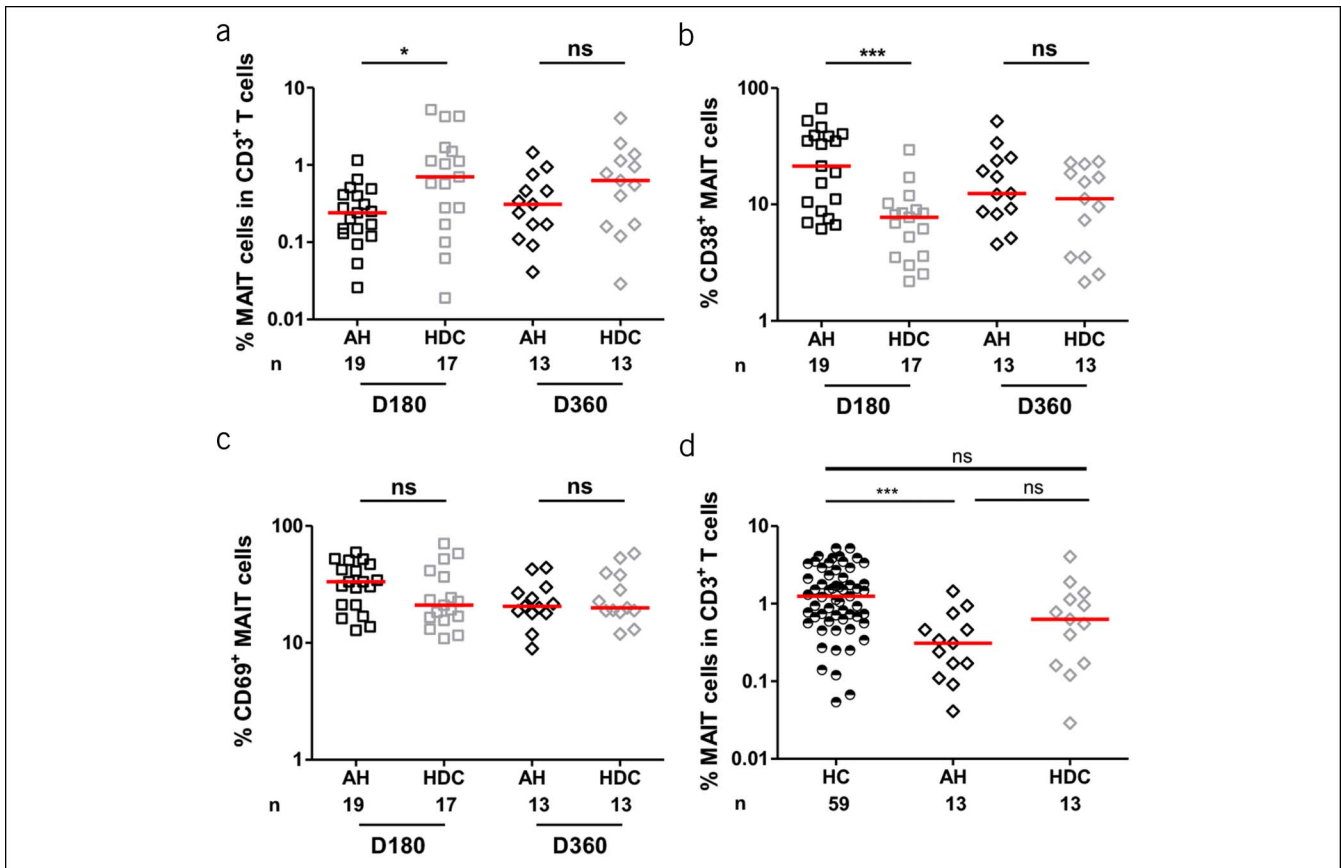 a
* ns
10
1
0.1
0.01
% MAIT cells in CD3+ T cells
AH HDC AH HDC
n 19 17 13 13
D180 D360
b
*** ns
100
10
1
% CD38+ MAIT cells
AH HDC AH HDC
n 19 17 13 13
D180 D360
c
ns ns
100
10
1
% CD69+ MAIT cells
AH HDC AH HDC
n 19 17 13 13
D180 D360
d
ns
*** ns
10
1
0.1
0.01
% MAIT cells in CD3+ T cells
HC AH HDC
n 59 13 13